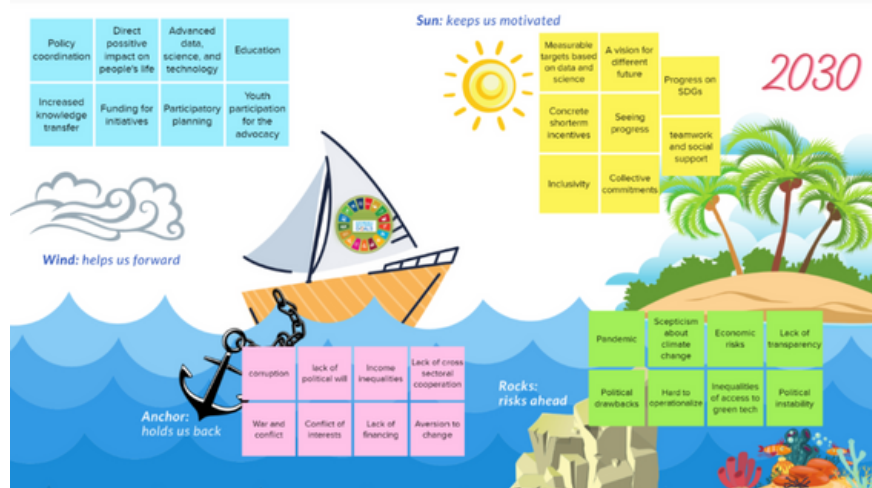 Sun: keeps us motivated
Policy
coordination
Direct
possitive
impact on
people's life
Advanced
data,
science, and
technology
Education
Increased
knowledge
transfer
Funding for
initiatives
Participatory
planning
Youth
participation
for the
advocacy
Measurable
targets based
on data and
science
A vision for
different
future
Progress on
SDGs
Concrete
shorterm
incentives
Seeing
progress
teamwork
and social
support
Inclusivity
Collective
commitments
2030
Wind: helps us forward
Anchor:
holds us back
corruption
lack of
political will
Income
inequalities
Lack of cross
sectoral
cooperation
War and
conflict
Conflict of
interests
Lack of
financing
Aversion to
change
Rocks:
risks ahead
Pandemic
Scepticism
about
climate
change
Economic
risks
Lack of
transparency
Political
drawbacks
Hard to
operationalize
Inequalities
of access to
green tech
Political
instability